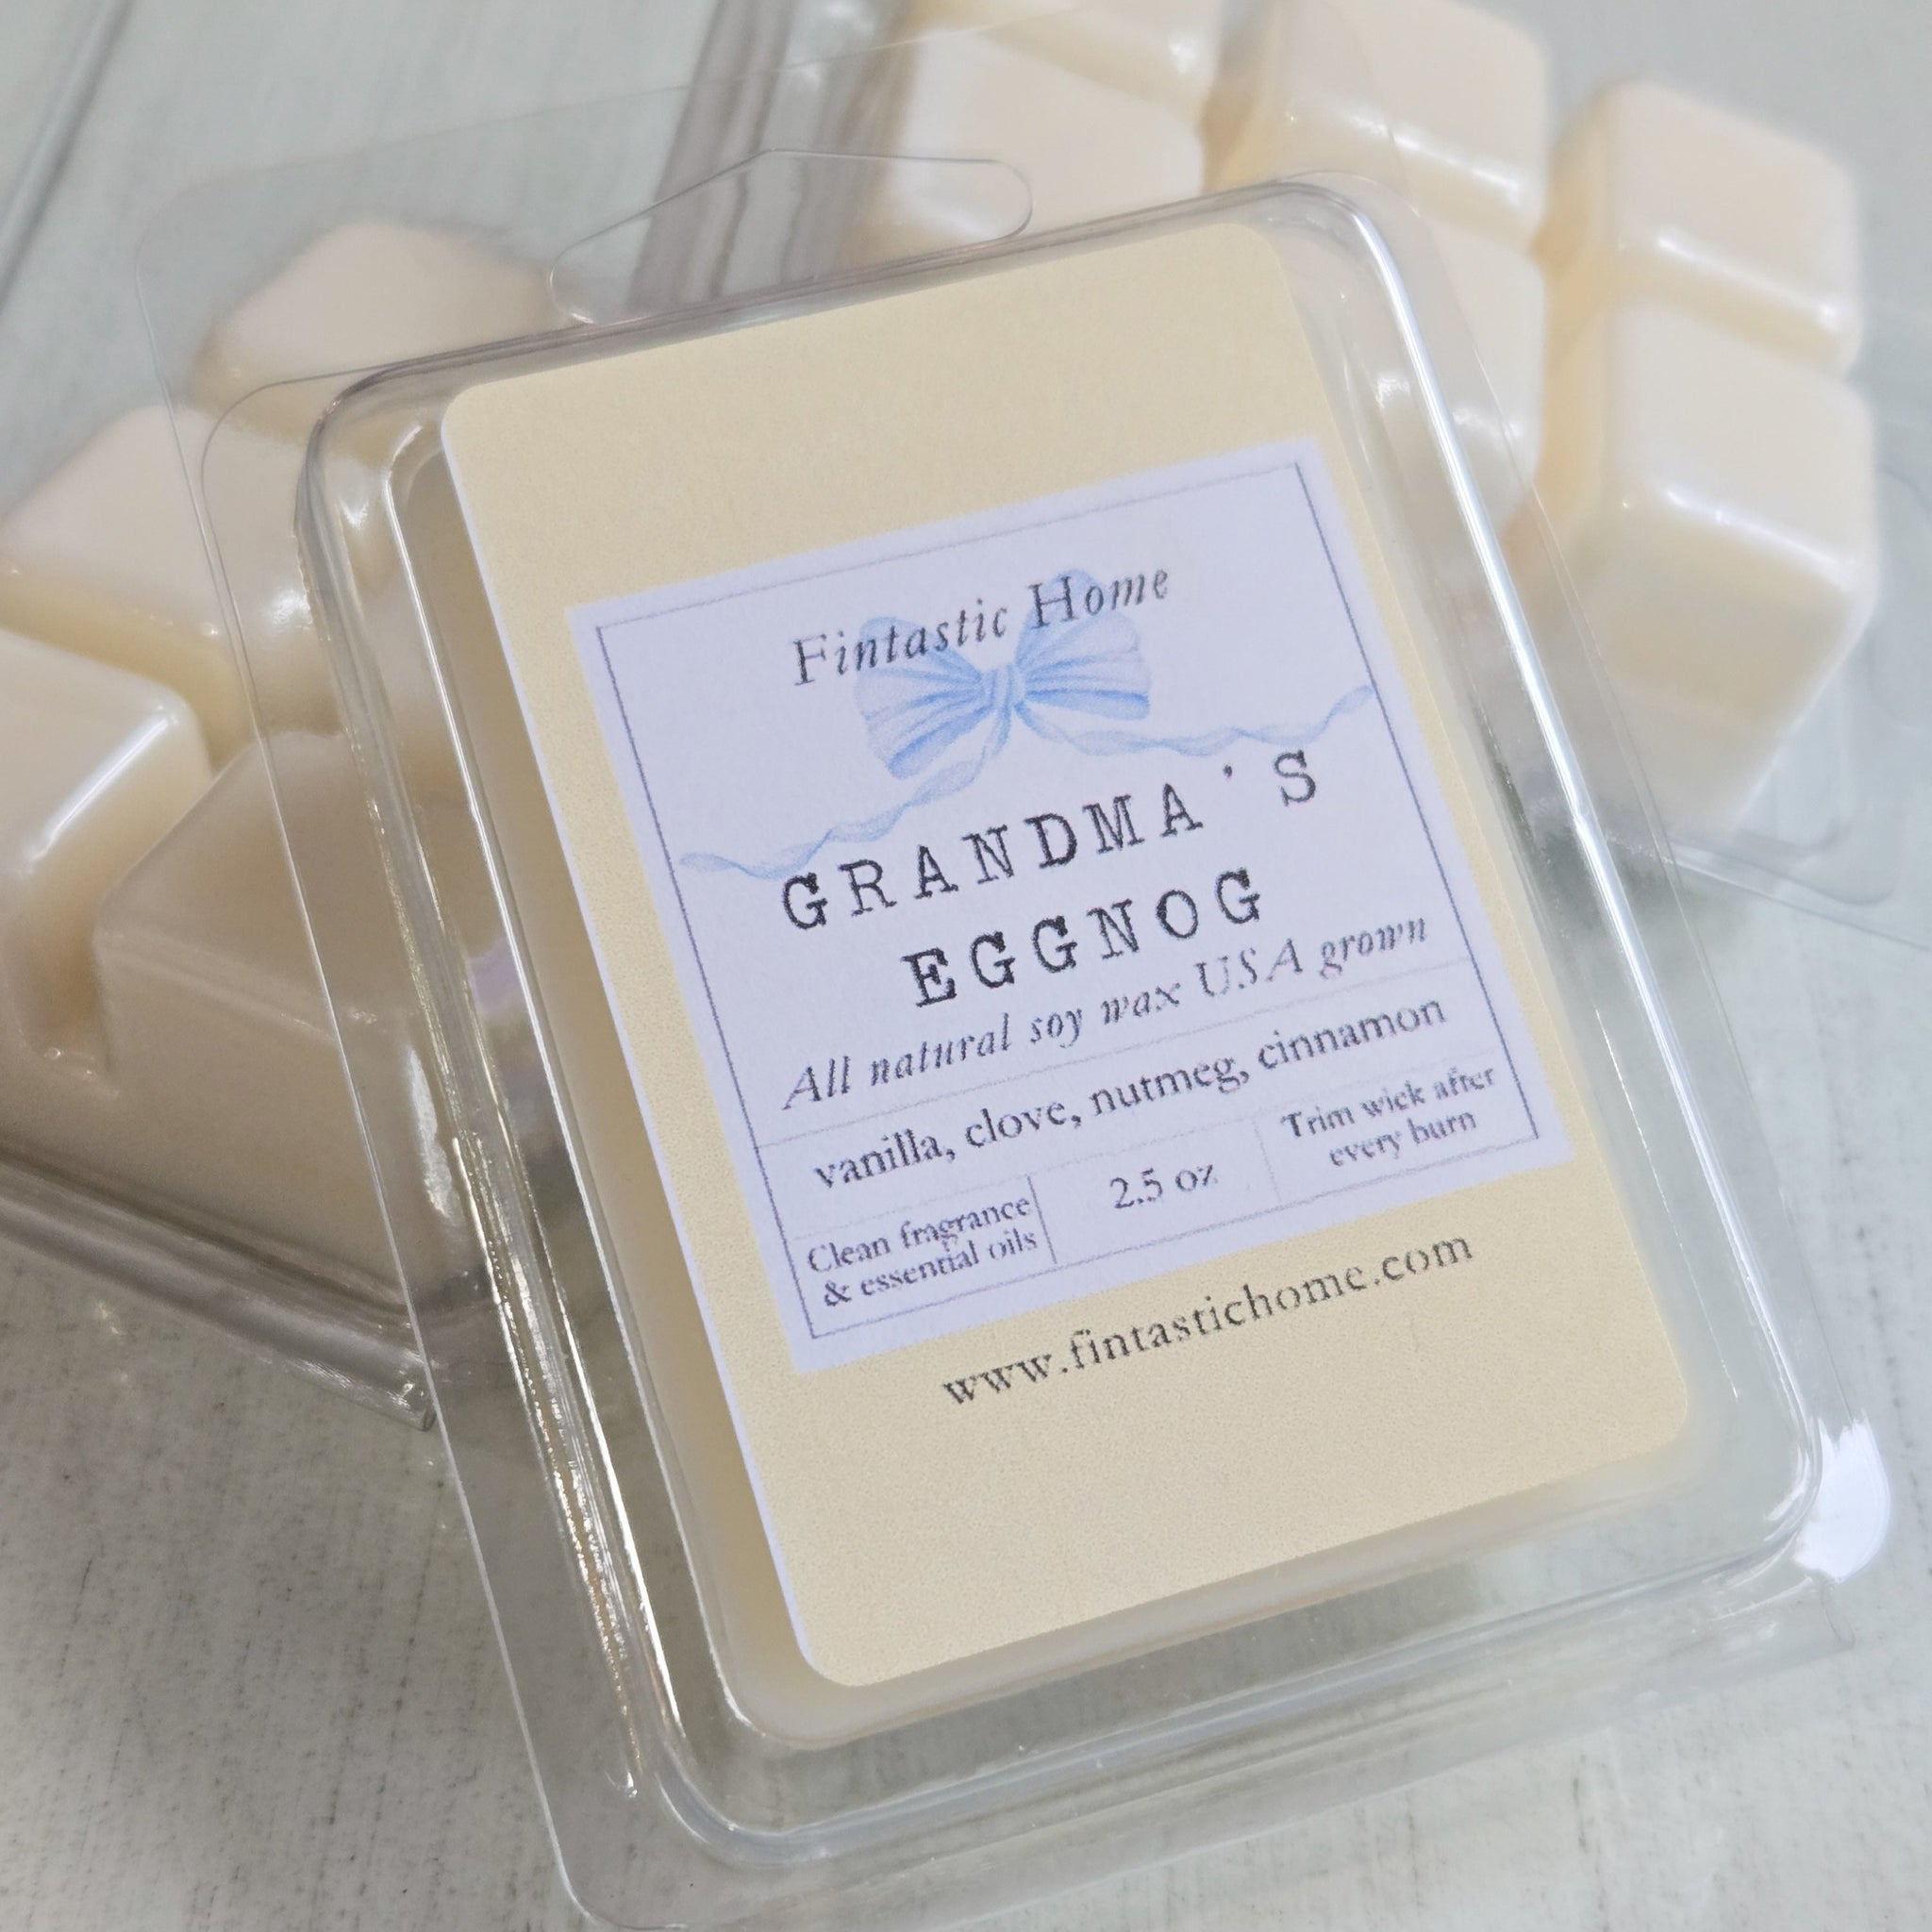 Fintastic Home
GRANDMA'S
EGGNOG
All natural soy wax USA grown
vanilla, clove, nutmeg, cinnamon
Clean fragrance
& essential oils
2.5 oz
Trim wick after
every burn
www.fintastichome.com